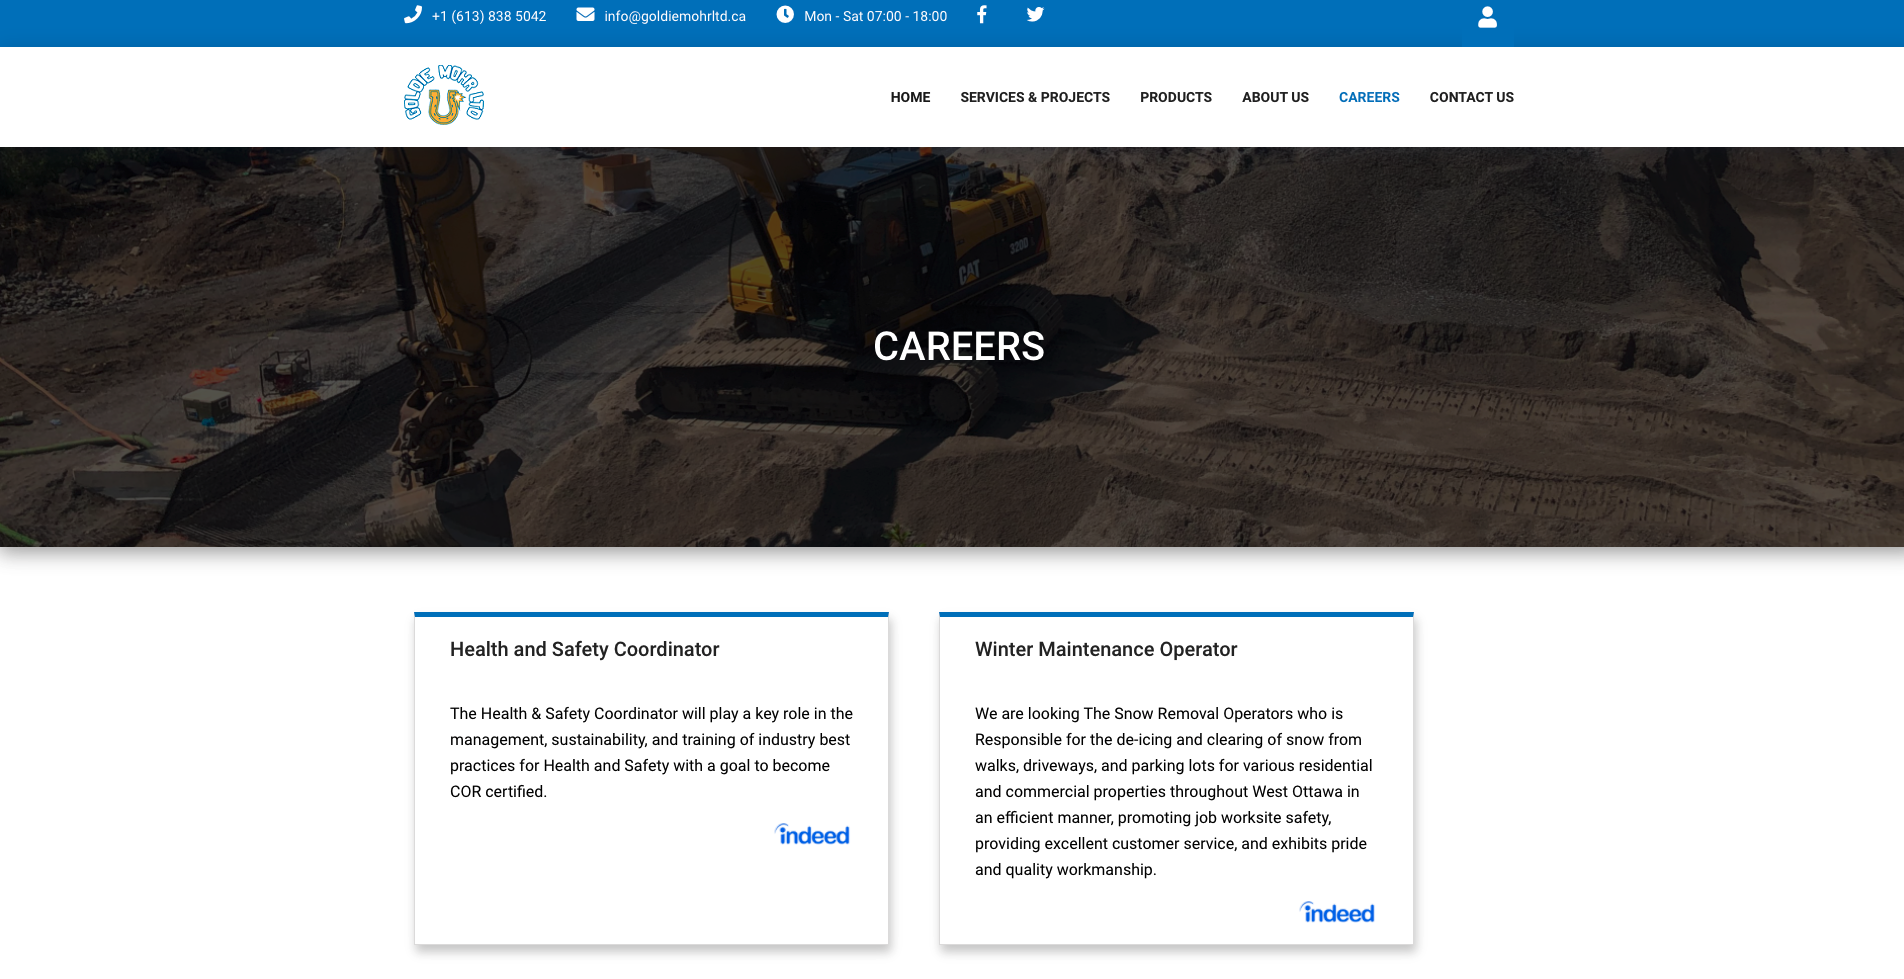 +1 (613) 838 5042 info@goldiemohrltd.ca Mon - Sat 07:00 - 18:00
GOLDIE MOHR LTD
HOME SERVICES & PROJECTS PRODUCTS ABOUT US CAREERS CONTACT US
320D
CAT
CAREERS
Health and Safety Coordinator
The Health & Safety Coordinator will play a key role in the
management, sustainability, and training of industry best
practices for Health and Safety with a goal to become
COR certified.
indeed
Winter Maintenance Operator
We are looking The Snow Removal Operators who is
Responsible for the de-icing and clearing of snow from
walks, driveways, and parking lots for various residential
and commercial properties throughout West Ottawa in
an efficient manner, promoting job worksite safety,
providing excellent customer service, and exhibits pride
and quality workmanship.
indeed